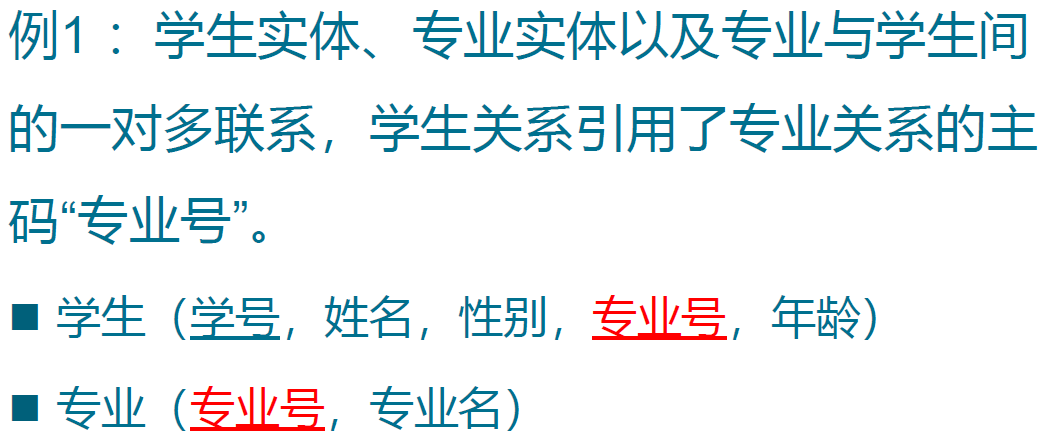 例1：学生实体、专业实体以及专业与学生间
的一对多联系，学生关系引用了专业关系的主
码“专业号”。
■ 学生（学号，姓名，性别，专业号，年龄）
■ 专业（专业号，专业名）